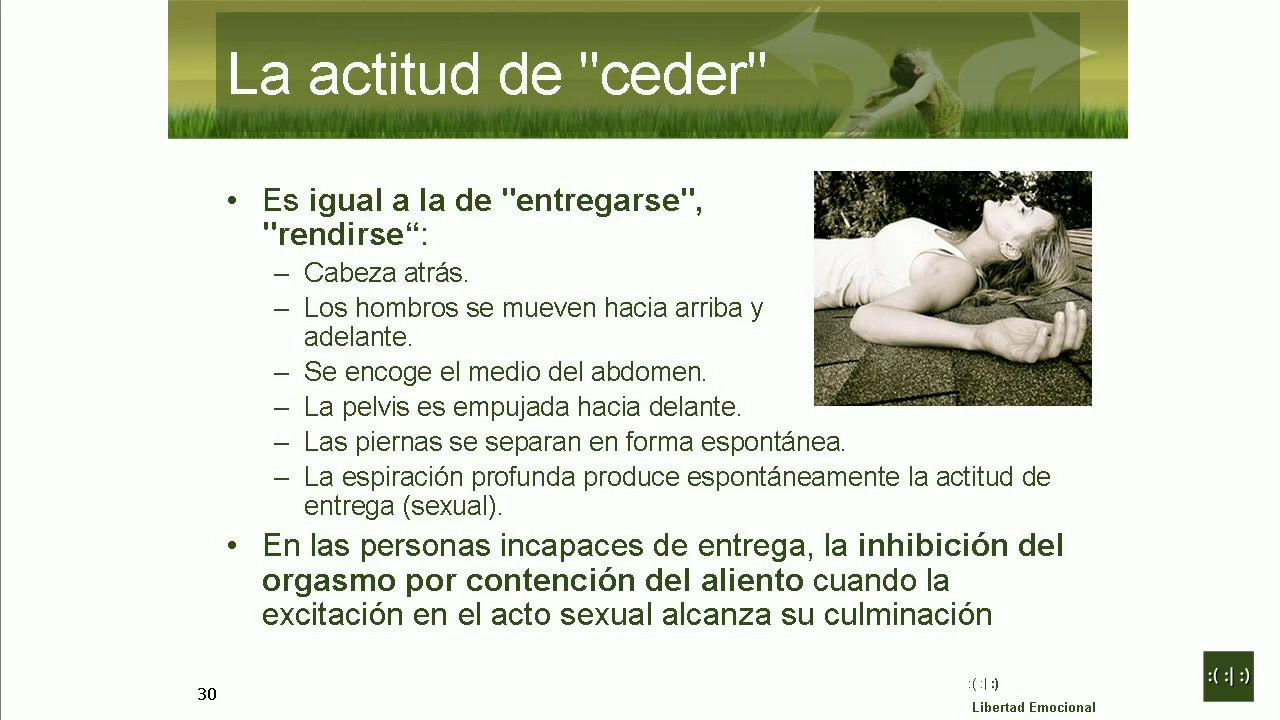 La actitud de "ceder"
• Es igual a la de "entregarse",
"rendirse“:
– Cabeza atrás.
– Los hombros se mueven hacia arriba y
adelante.
– Se encoge el medio del abdomen.
– La pelvis es empujada hacia delante.
– Las piernas se separan en forma espontánea.
– La espiración profunda produce espontáneamente la actitud de
entrega (sexual).
• En las personas incapaces de entrega, la inhibición del
orgasmo por contención del aliento cuando la
excitación en el acto sexual alcanza su culminación
30
:( :| :)
Libertad Emocional
:( :| :)